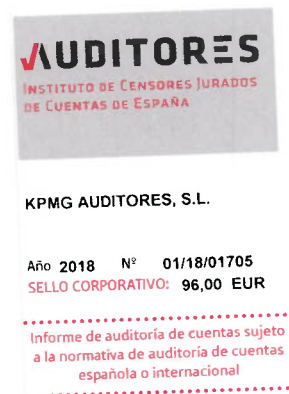 AUDITORES
INSTITUTO DE CENSORES JURADOS
DE CUENTAS DE ESPAÑA
KPMG AUDITORES, S.L.
Año 2018 Nº 01/18/01705
SELLO CORPORATIVO: 96,00 EUR
Informe de auditoría de cuentas sujeto
a la normativa de auditoría de cuentas
española o internacional